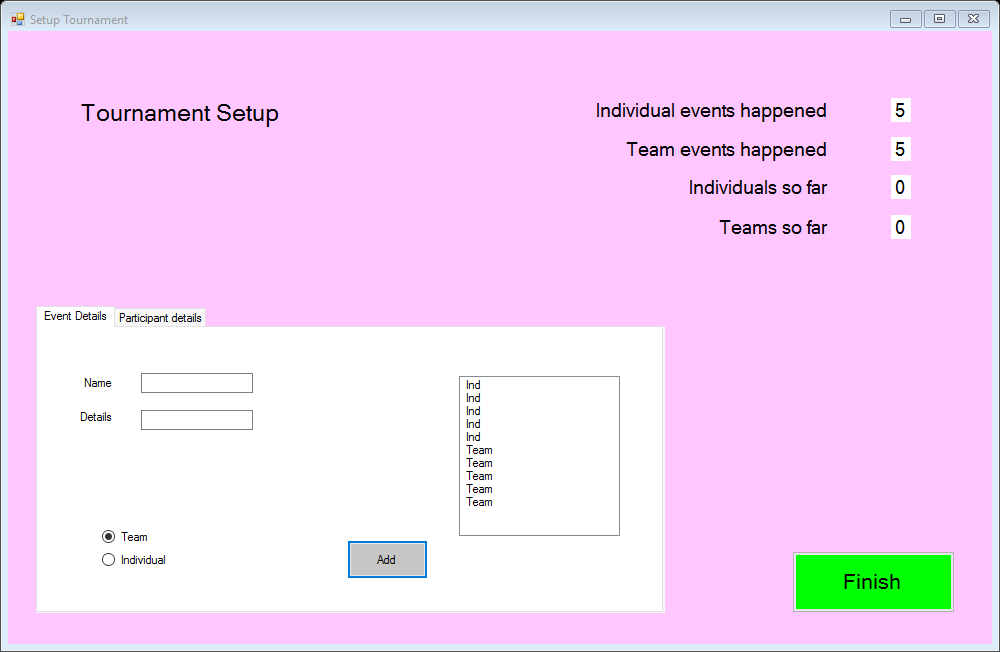 Setup Tournament
Tournament Setup
Individual events happened 5
Team events happened 5
Individuals so far 0
Teams so far 0
Event Details Participant details
Name
Details
Ind
Ind
Ind
Ind
Ind
Team
Team
Team
Team
Team
Team
Individual
Add
Finish